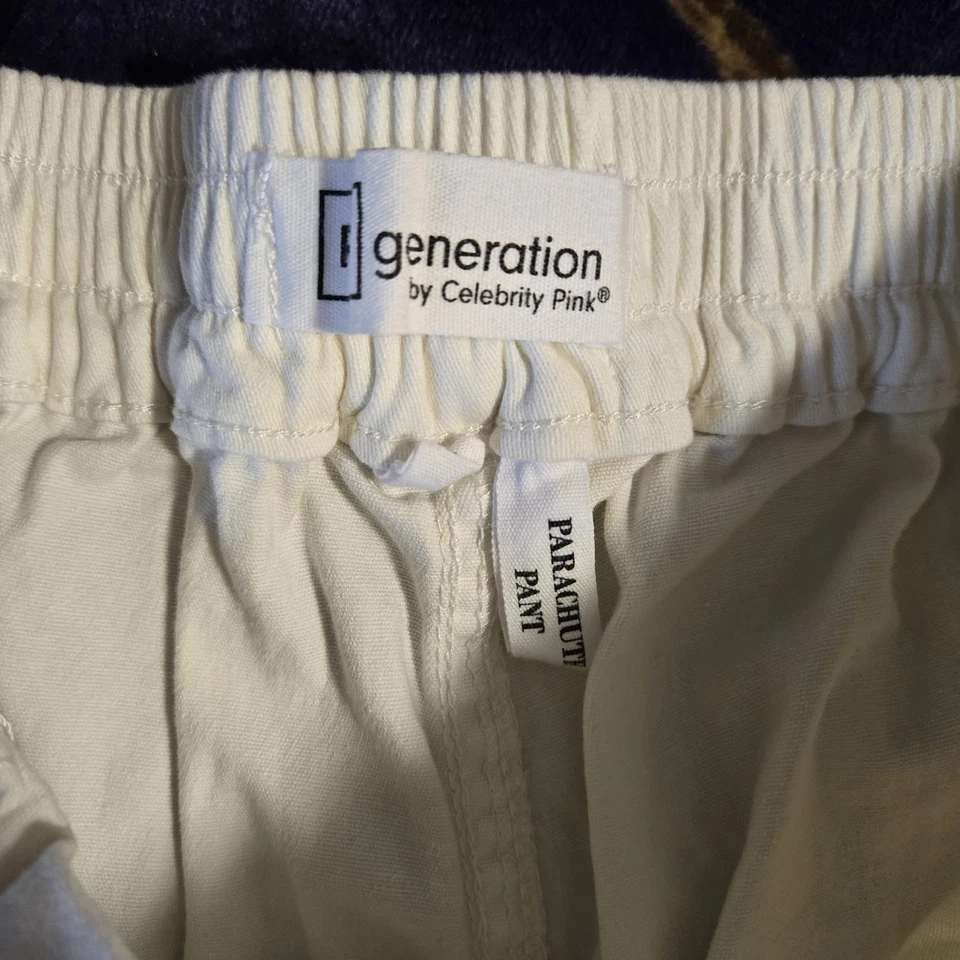 I generation
by Celebrity Pink®
PARACHUTE
PANT